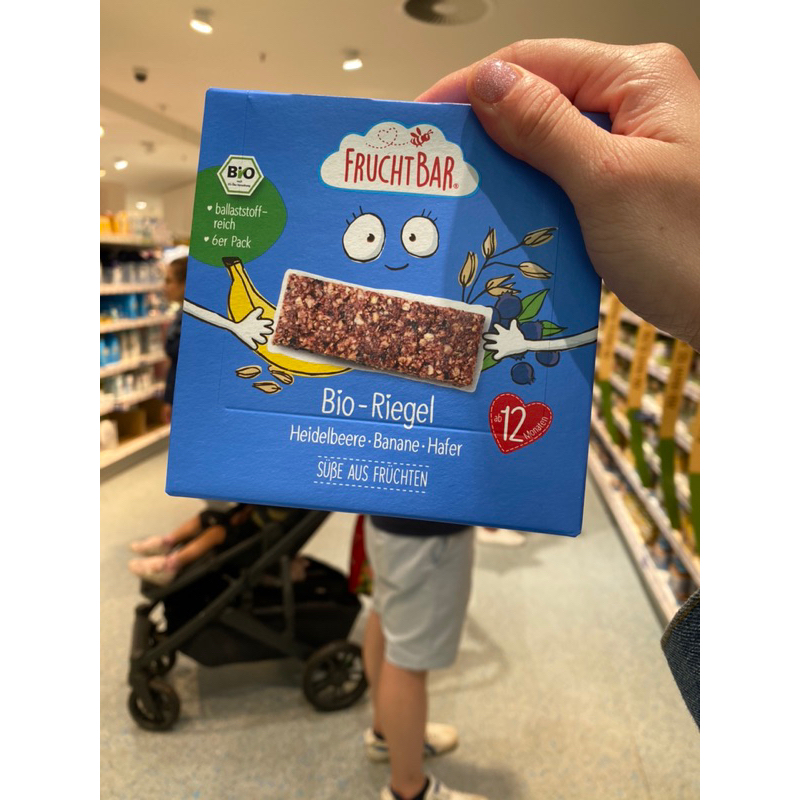 FRUCHTBAR®
BiO
• ballaststoff-
reich
• 6er Pack
Bio-Riegel
Heidelbeere · Banane · Hafer
SÜßE AUS FRÜCHTEN
ab
12
Monaten